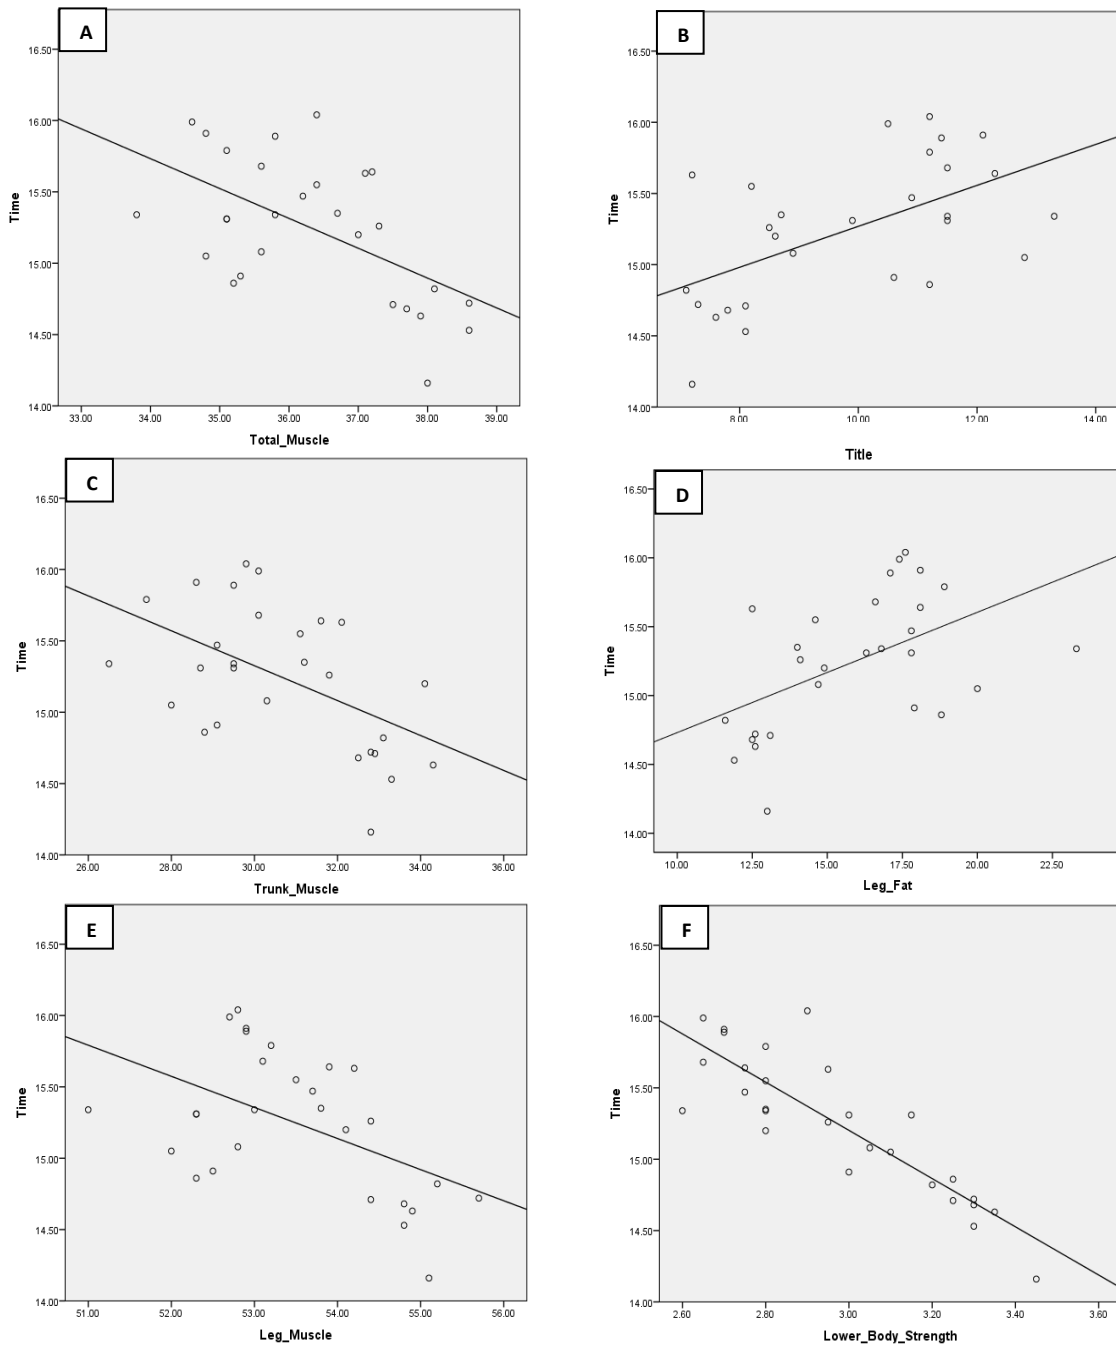 A
16.50
16.00
15.50
15.00
14.50
14.00
Time
33.00 34.00 35.00 36.00 37.00 38.00 39.00
Total_Muscle
B
16.50
16.00
15.50
15.00
14.50
14.00
Time
8.00 10.00 12.00 14.00
Title
C
16.50
16.00
15.50
15.00
14.50
14.00
Time
26.00 28.00 30.00 32.00 34.00 36.00
Trunk_Muscle
D
16.50
16.00
15.50
15.00
14.50
14.00
Time
10.00 12.50 15.00 17.50 20.00 22.50
Leg_Fat
E
16.50
16.00
15.50
15.00
14.50
14.00
Time
51.00 52.00 53.00 54.00 55.00 56.00
Leg_Muscle
F
16.50
16.00
15.50
15.00
14.50
14.00
Time
2.60 2.80 3.00 3.20 3.40 3.60
Lower_Body_Strength